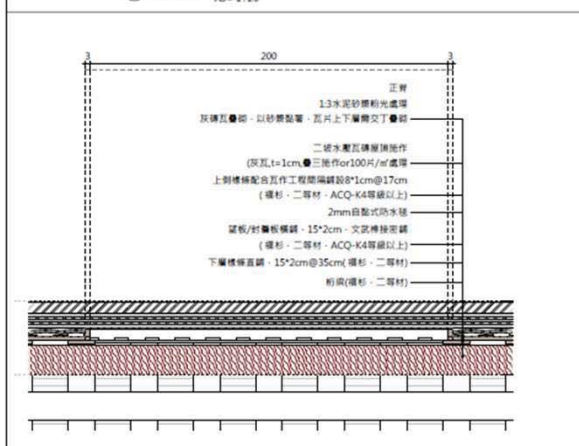 3
200
3
正脊
1:3水泥砂漿粉光處理
灰磚瓦疊砌‧以砂漿黏著‧瓦片上下層需交丁疊砌
二坡水壓瓦磚屋頂施作
(灰瓦,t=1cm,疊三施作or100片/㎡處理
上側椽條配合瓦作工程間隔鋪設8*1cm@17cm
(福杉‧二等材‧ACQ-K4等級以上)
2mm自黏式防水毯
望板/封簷板橫鋪‧15*2cm‧文武榫接密鋪
(福杉‧二等材‧ACQ-K4等級以上)
下層椽條直鋪‧15*2cm@35cm(福杉‧二等材)
桁梁(福杉‧二等材)